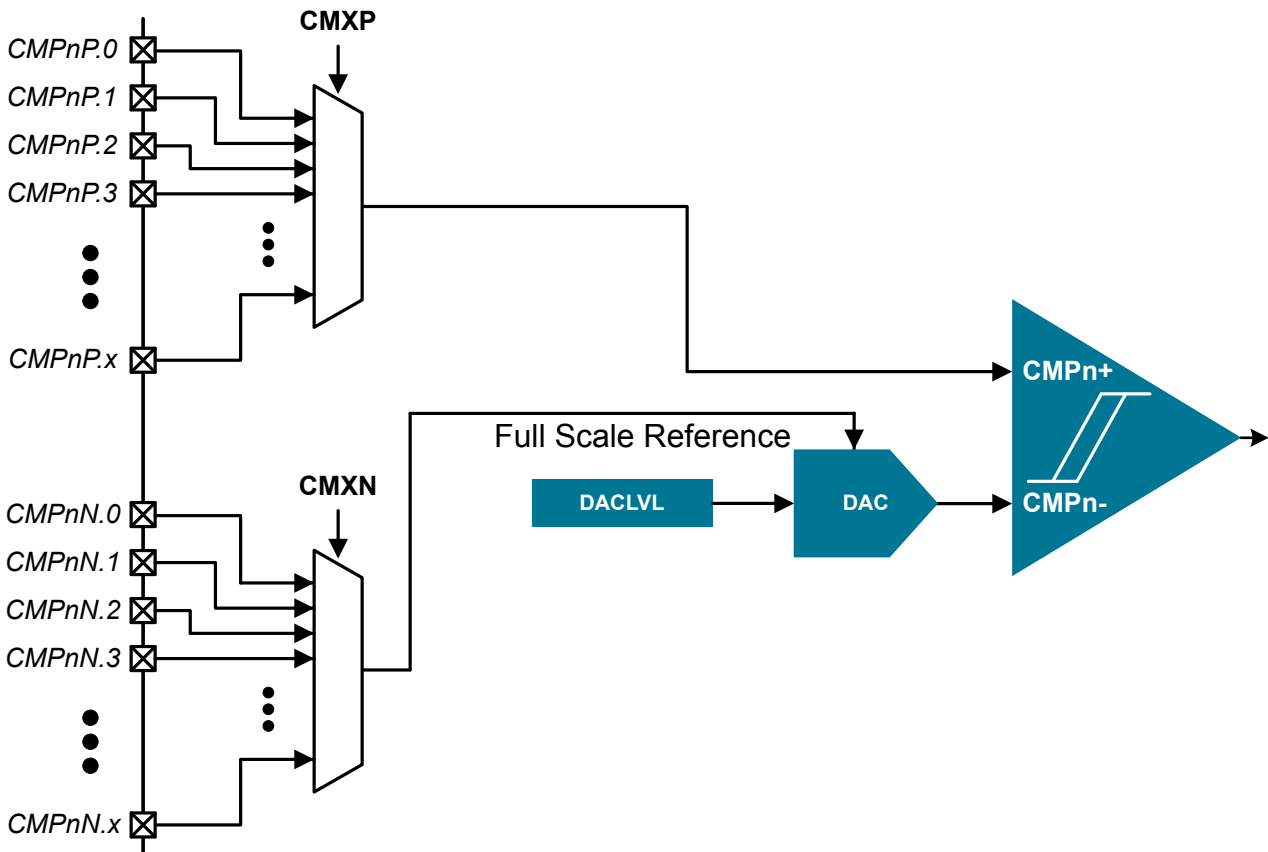 CMXP
CMPnP.0
CMPnP.1
CMPnP.2
CMPnP.3
CMPnP.x
CMPn+
Full Scale Reference
CMXN
DACLVL
DAC
CMPn-
CMPnN.0
CMPnN.1
CMPnN.2
CMPnN.3
CMPnN.x